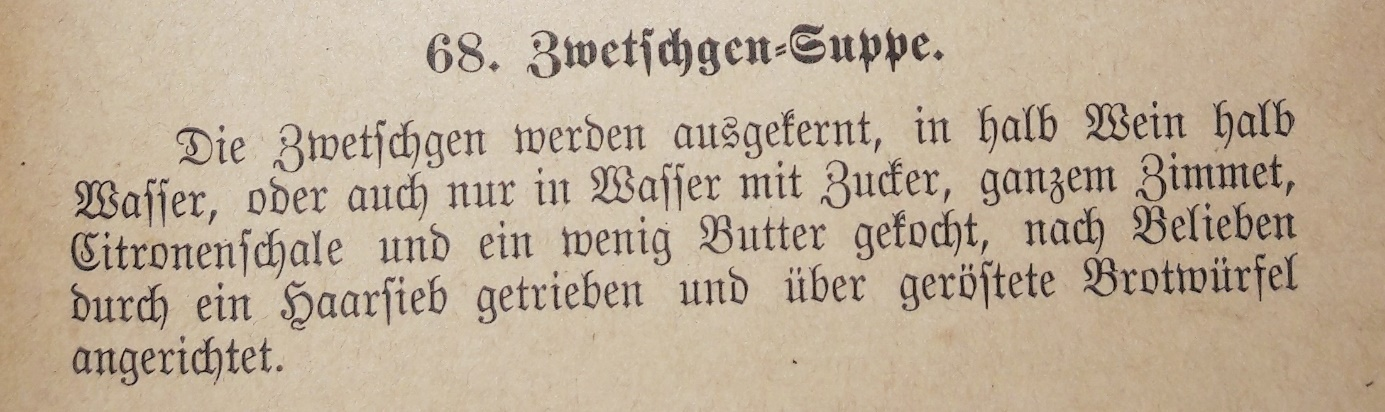 68. Zwetſchgen-Suppe.
Die Zwetſchgen werden ausgekernt, in halb Wein halb
Waſſer, oder auch nur in Waſſer mit Zucker, ganzem Zimmet,
Citronenſchale und ein wenig Butter gekocht, nach Belieben
durch ein Haarſieb getrieben und über geröſtete Brotwürfel
angerichtet.